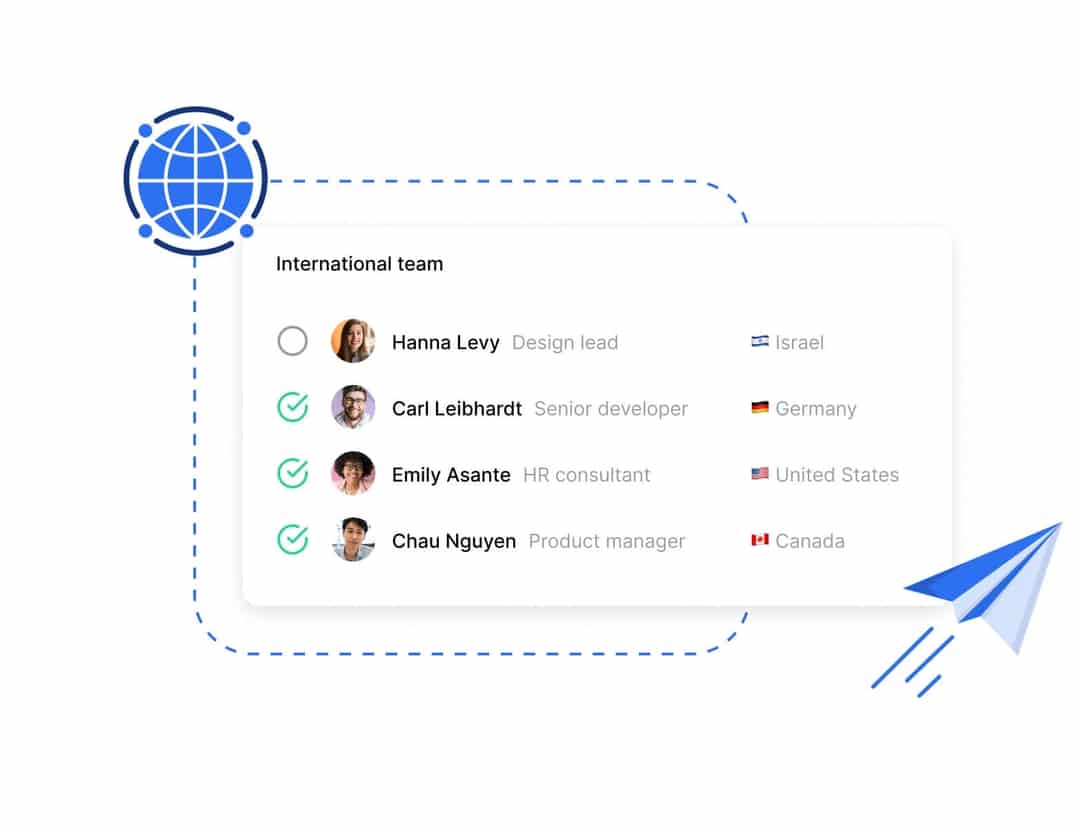 International team
Hanna Levy Design lead Israel
Carl Leibhardt Senior developer Germany
Emily Asante HR consultant United States
Chau Nguyen Product manager Canada